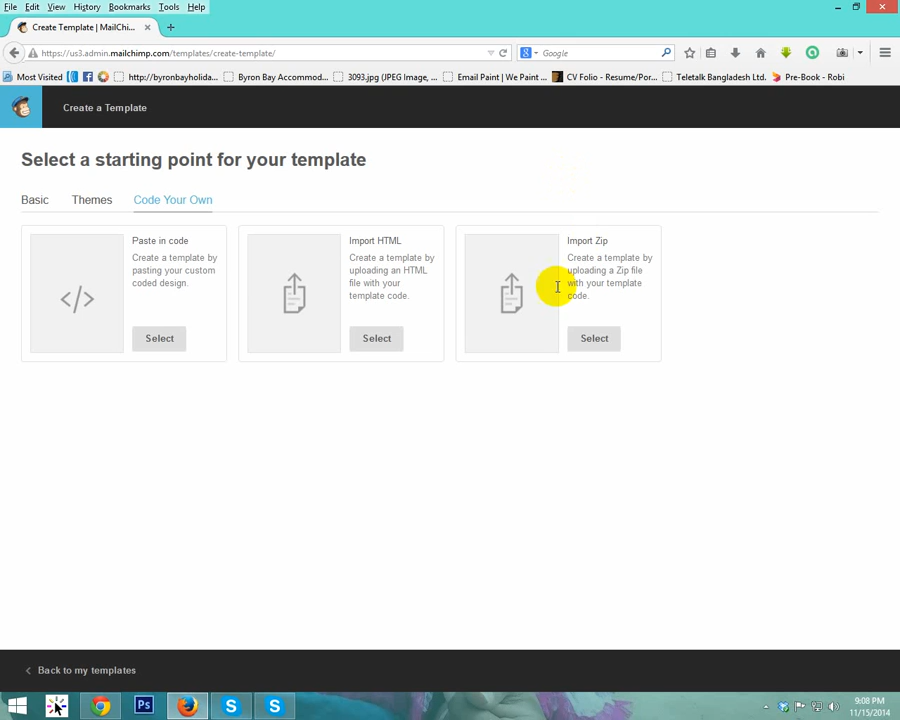 File Edit View History Bookmarks Tools Help
Create Template | MailChi...
https://us3.admin.mailchimp.com/templates/create-template/
Google
Most Visited
http://byronbayholida...
Byron Bay Accommod...
3093.jpg (JPEG Image, ...
Email Paint | We Paint ...
CV Folio - Resume/Por...
Teletalk Bangladesh Ltd.
Pre-Book - Robi
Create a Template
Select a starting point for your template
Basic Themes Code Your Own
Paste in code
Create a template by
pasting your custom
coded design.
Select
Import HTML
Create a template by
uploading an HTML
file with your
template code.
Select
Import Zip
Create a template by
uploading a Zip file
with your template
code.
Select
Back to my templates
Ps
9:08 PM
11/15/2014